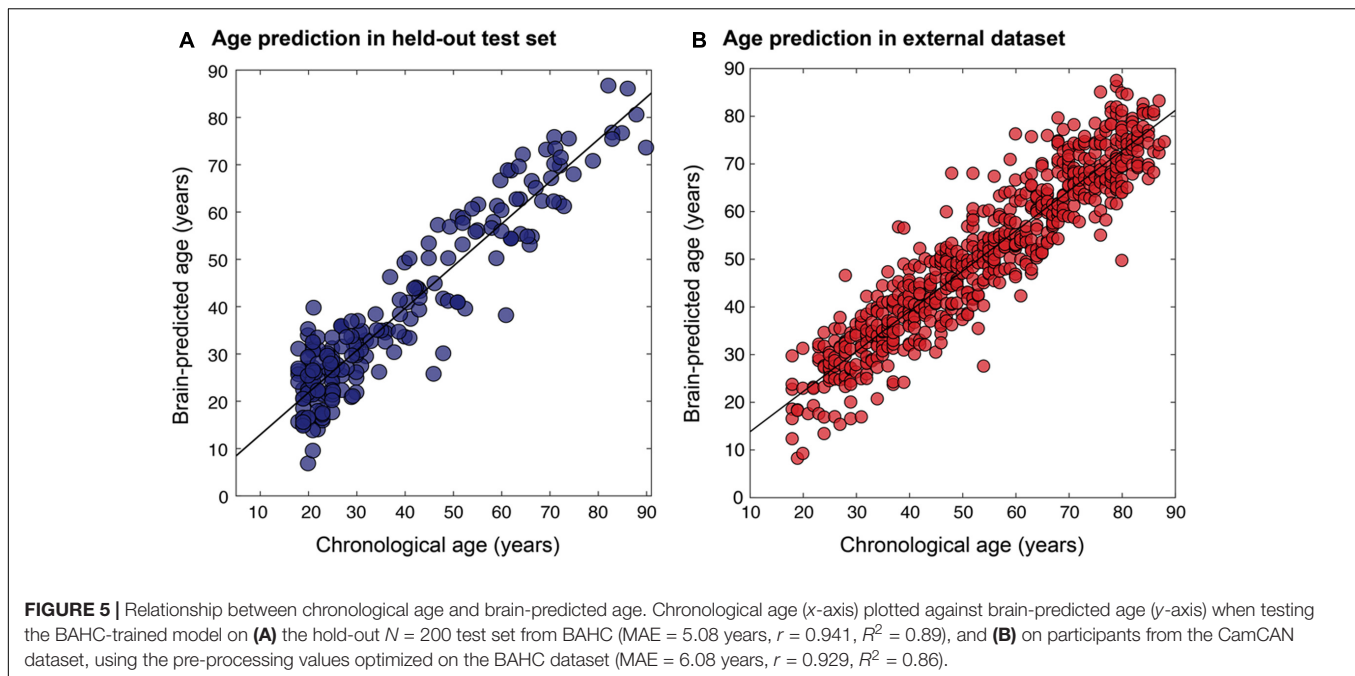 A Age prediction in held-out test set
90
80
70
60
50
40
30
20
10
0
Brain-predicted age (years)
10 20 30 40 50 60 70 80 90
Chronological age (years)
B Age prediction in external dataset
90
80
70
60
50
40
30
20
10
0
Brain-predicted age (years)
10 20 30 40 50 60 70 80 90
Chronological age (years)
FIGURE 5 | Relationship between chronological age and brain-predicted age. Chronological age (x-axis) plotted against brain-predicted age (y-axis) when testing
the BAHC-trained model on (A) the hold-out N = 200 test set from BAHC (MAE = 5.08 years, r = 0.941, R² = 0.89), and (B) on participants from the CamCAN
dataset, using the pre-processing values optimized on the BAHC dataset (MAE = 6.08 years, r = 0.929, R² = 0.86).